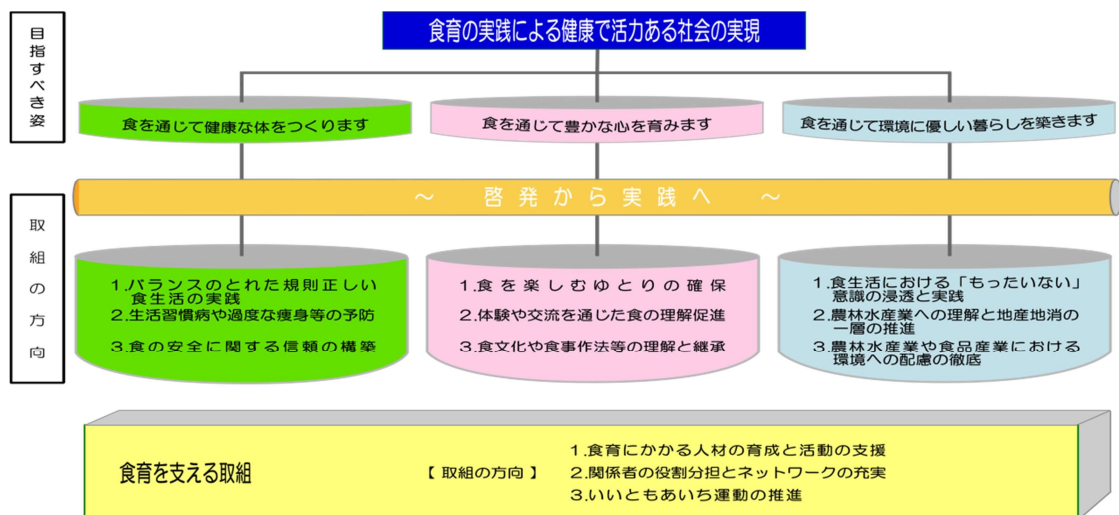 目指すべき姿
食育の実践による健康で活力ある社会の実現
食を通じて健康な体をつくります
食を通じて豊かな心を育みます
食を通じて環境に優しい暮らしを築きます
～ 啓発から実践へ ～
取組の方向
1.バランスのとれた規則正しい
食生活の実践
2.生活習慣病や過度な痩身等の予防
3.食の安全に関する信頼の構築
1.食を楽しむゆとりの確保
2.体験や交流を通じた食の理解促進
3.食文化や食事作法等の理解と継承
1.食生活における「もったいない」
意識の浸透と実践
2.農林水産業への理解と地産地消の
一層の推進
3.農林水産業や食品産業における
環境への配慮の徹底
食育を支える取組
【 取組の方向 】
1.食育にかかる人材の育成と活動の支援
2.関係者の役割分担とネットワークの充実
3.いいともあいち運動の推進